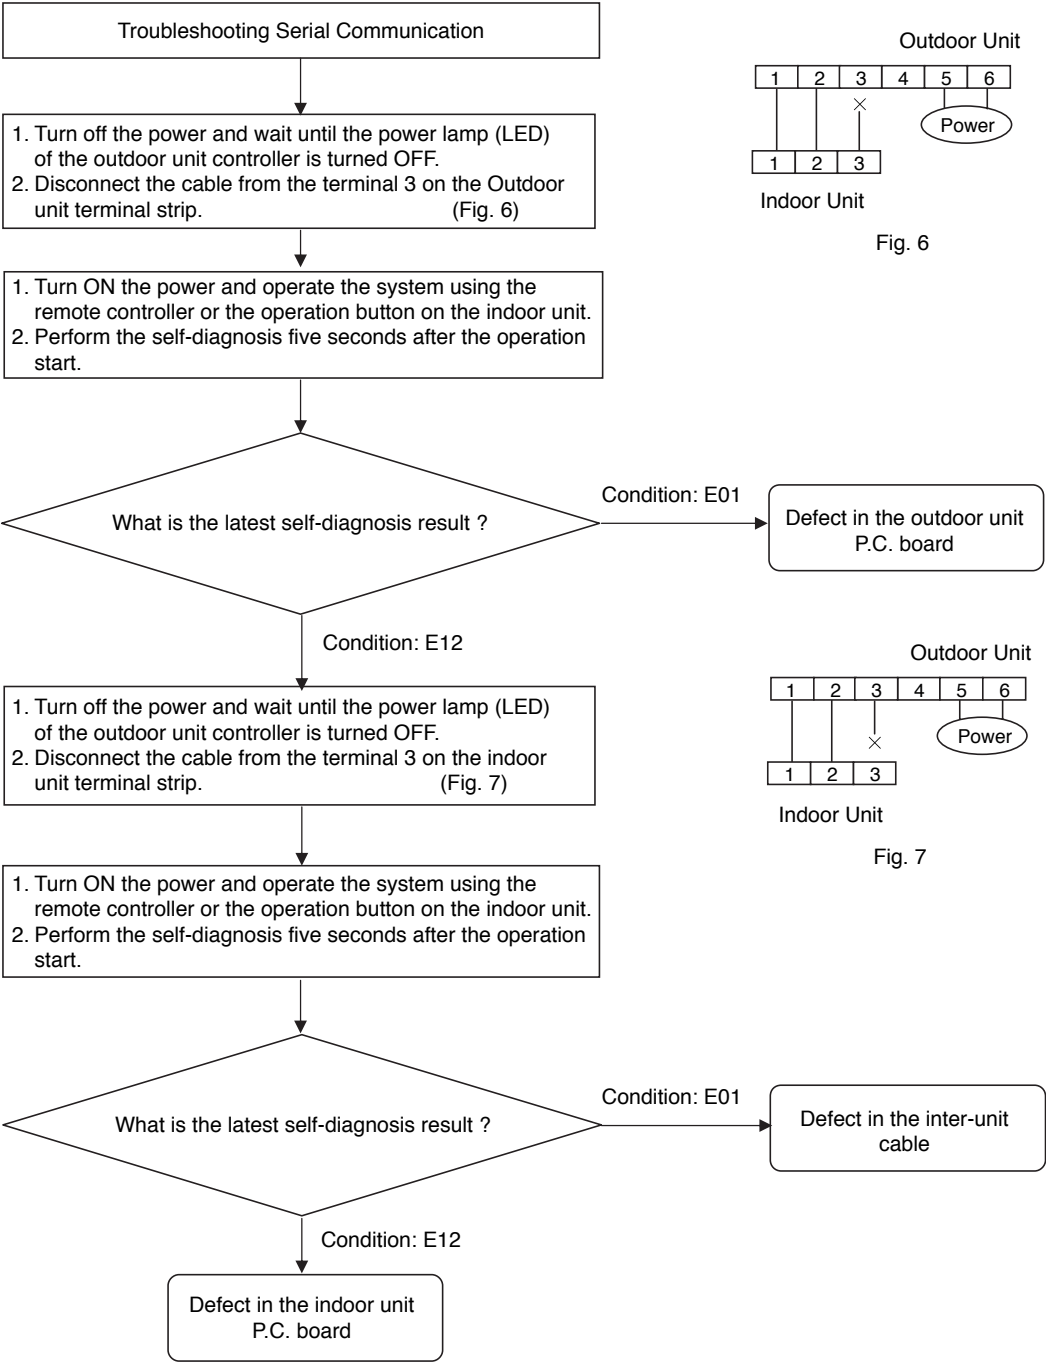 Troubleshooting Serial Communication
1. Turn off the power and wait until the power lamp (LED)
of the outdoor unit controller is turned OFF.
2. Disconnect the cable from the terminal 3 on the Outdoor
unit terminal strip. (Fig. 6)
Outdoor Unit
1 2 3 4 5 6
Power
1 2 3
Indoor Unit
Fig. 6
1. Turn ON the power and operate the system using the
remote controller or the operation button on the indoor unit.
2. Perform the self-diagnosis five seconds after the operation
start.
What is the latest self-diagnosis result ?
Condition: E01
Defect in the outdoor unit
P.C. board
Condition: E12
1. Turn off the power and wait until the power lamp (LED)
of the outdoor unit controller is turned OFF.
2. Disconnect the cable from the terminal 3 on the indoor
unit terminal strip. (Fig. 7)
Outdoor Unit
1 2 3 4 5 6
Power
1 2 3
Indoor Unit
Fig. 7
1. Turn ON the power and operate the system using the
remote controller or the operation button on the indoor unit.
2. Perform the self-diagnosis five seconds after the operation
start.
What is the latest self-diagnosis result ?
Condition: E01
Defect in the inter-unit
cable
Condition: E12
Defect in the indoor unit
P.C. board